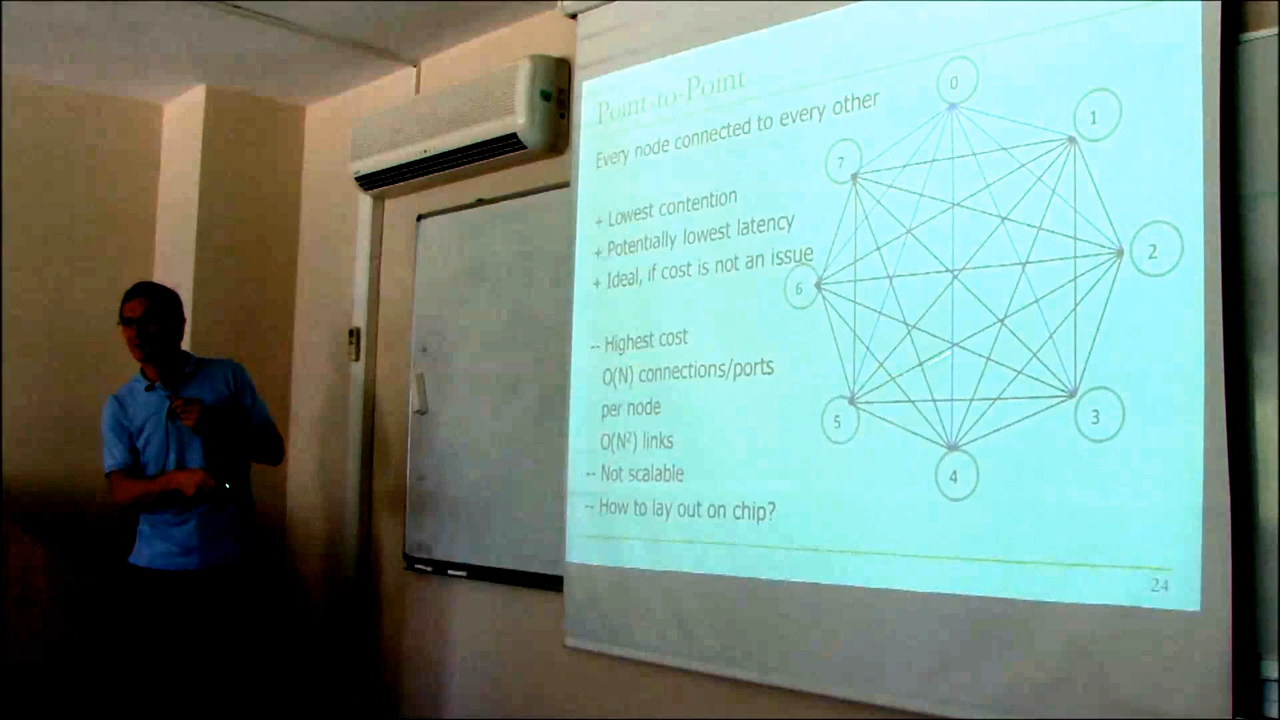 Point-to-Point
Every node connected to every other
+ Lowest contention
+ Potentially lowest latency
+ Ideal, if cost is not an issue
-- Highest cost
O(N) connections/ports
per node
O(N²) links
-- Not scalable
-- How to lay out on chip?
0
1
2
3
4
5
6
7
24